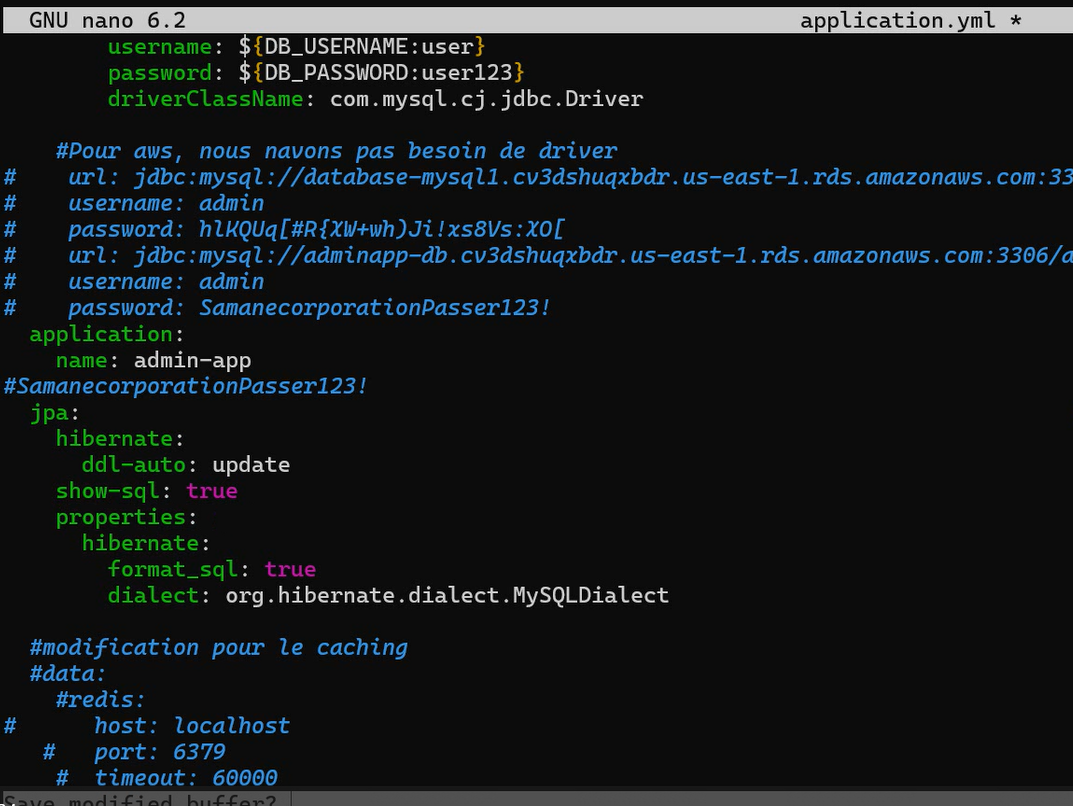 GNU nano 6.2 application.yml *
username: ${DB_USERNAME:user}
password: ${DB_PASSWORD:user123}
driverClassName: com.mysql.cj.jdbc.Driver
#Pour aws, nous navons pas besoin de driver
# url: jdbc:mysql://database-mysql1.cv3dshuqxbdr.us-east-1.rds.amazonaws.com:33
# username: admin
# password: hlKQUq[#R{XW+wh)Ji!xs8Vs:XO[
# url: jdbc:mysql://adminapp-db.cv3dshuqxbdr.us-east-1.rds.amazonaws.com:3306/a
# username: admin
# password: SamanecorporationPasser123!
application:
name: admin-app
#SamanecorporationPasser123!
jpa:
hibernate:
ddl-auto: update
show-sql: true
properties:
hibernate:
format_sql: true
dialect: org.hibernate.dialect.MySQLDialect
#modification pour le caching
#data:
#redis:
# host: localhost
# port: 6379
# timeout: 60000
Save modified buffer?